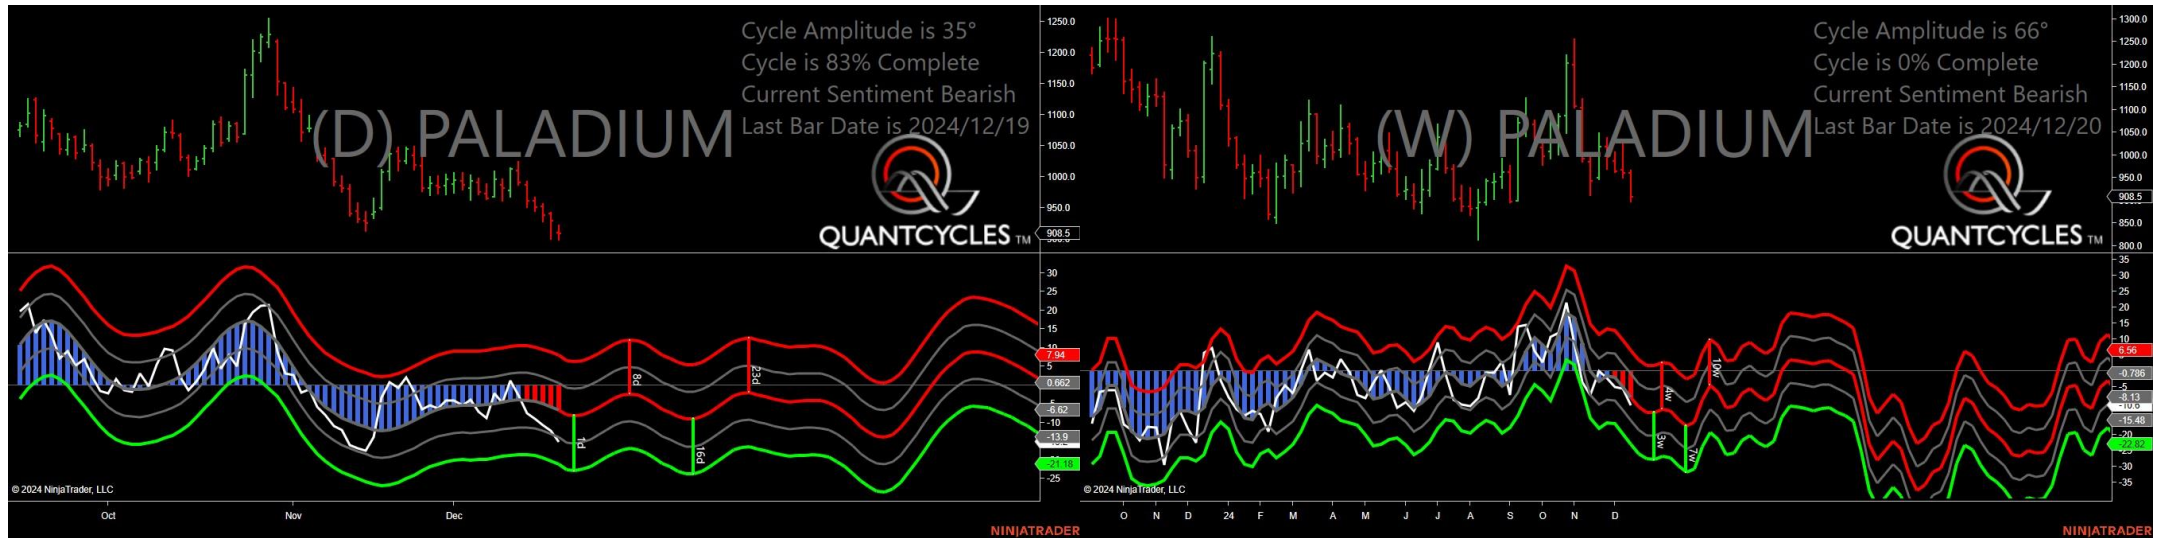 Cycle Amplitude is 35°
Cycle is 83% Complete
Current Sentiment Bearish
Last Bar Date is 2024/12/19
(D) PALADIUM
QUANTCYCLES TM
1250.0
1200.0
1150.0
1100.0
1050.0
1000.0
950.0
908.5
30
25
20
15
10
7.94
5
0.662
-5
-6.62
-10
-13.9
-21.18
-25
1d
8d
16d
23d
© 2024 NinjaTrader, LLC
Oct
Nov
Dec
NINJATRADER
Cycle Amplitude is 66°
Cycle is 0% Complete
Current Sentiment Bearish
Last Bar Date is 2024/12/20
(W) PALADIUM
QUANTCYCLES TM
1300.0
1250.0
1200.0
1150.0
1100.0
1050.0
1000.0
950.0
908.5
850.0
800.0
35
30
25
20
15
10
6.56
-0.786
-5
-8.13
-10.6
-15.48
-20
-22.82
-30
-35
3w
4w
7w
10w
© 2024 NinjaTrader, LLC
O
N
D
24
F
M
A
M
J
J
A
S
O
N
D
NINJATRADER